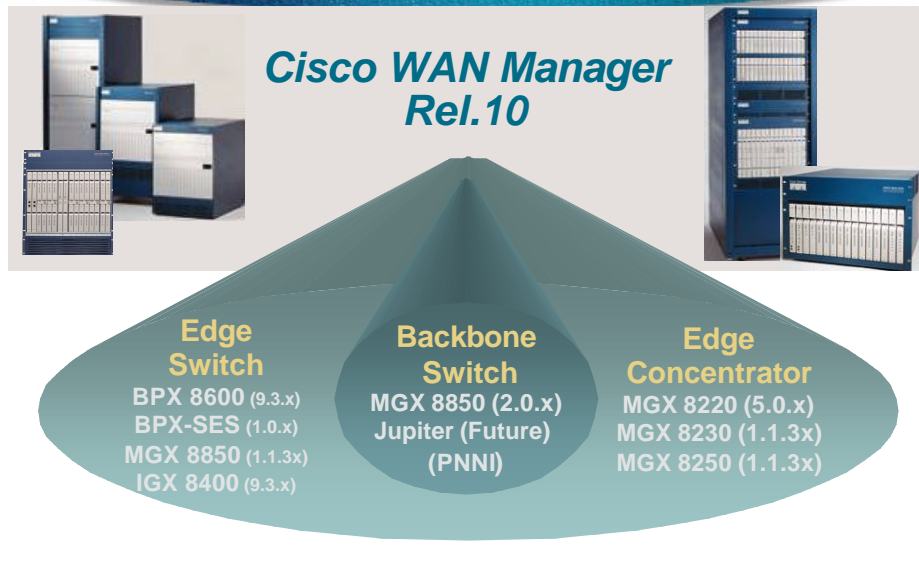 Cisco WAN Manager
Rel.10
Edge
Switch
BPX 8600 (9.3.x)
BPX-SES (1.0.x)
MGX 8850 (1.1.3x)
IGX 8400 (9.3.x)
Backbone
Switch
MGX 8850 (2.0.x)
Jupiter (Future)
(PNNI)
Edge
Concentrator
MGX 8220 (5.0.x)
MGX 8230 (1.1.3x)
MGX 8250 (1.1.3x)